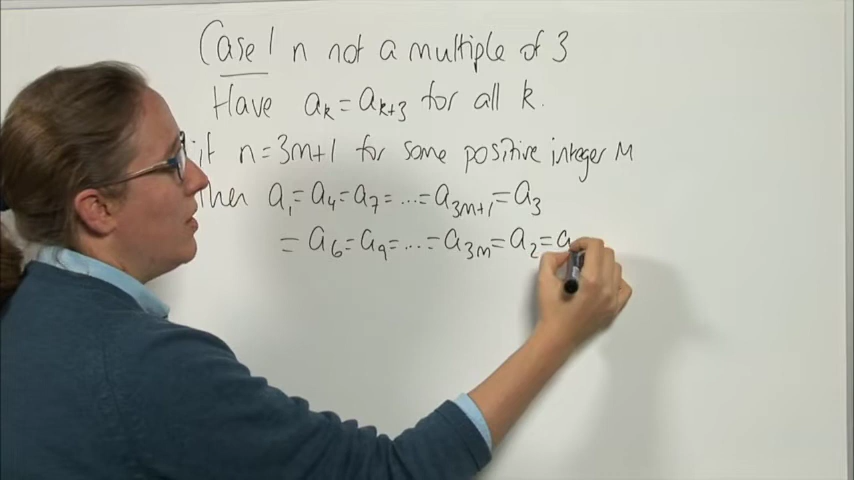 Case 1 n not a multiple of 3
Have aₖ = aₖ₊₃ for all k.
if n = 3m+1 for some positive integer M
then a₁ = a₄ = a₇ = ... = a₃ₘ₊₁ = a₃
= a₆ = a₉ = ... = a₃ₘ = a₂ = a